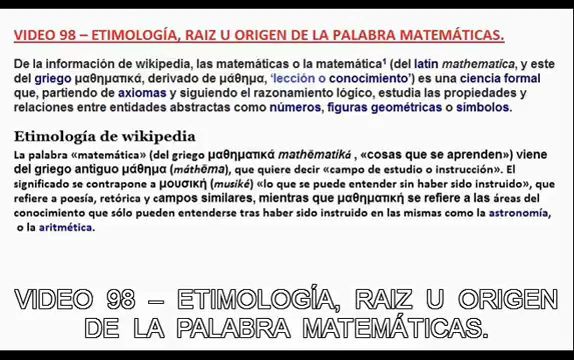 VIDEO 98 – ETIMOLOGÍA, RAIZ U ORIGEN DE LA PALABRA MATEMÁTICAS.
De la información de wikipedia, las matemáticas o la matemática¹ (del latín mathematica, y este
del griego μαθηματικά, derivado de μάθημα, ‘lección o conocimiento’) es una ciencia formal
que, partiendo de axiomas y siguiendo el razonamiento lógico, estudia las propiedades y
relaciones entre entidades abstractas como números, figuras geométricas o símbolos.
Etimología de wikipedia
La palabra «matemática» (del griego μαθηματικά mathēmatiká , «cosas que se aprenden») viene
del griego antiguo μάθημα (máthēma), que quiere decir «campo de estudio o instrucción». El
significado se contrapone a μουσική (musiké) «lo que se puede entender sin haber sido instruido», que
refiere a poesía, retórica y campos similares, mientras que μαθηματική se refiere a las áreas del
conocimiento que sólo pueden entenderse tras haber sido instruido en las mismas como la astronomía,
o la aritmética.
VIDEO 98 – ETIMOLOGÍA, RAIZ U ORIGEN
DE LA PALABRA MATEMÁTICAS.